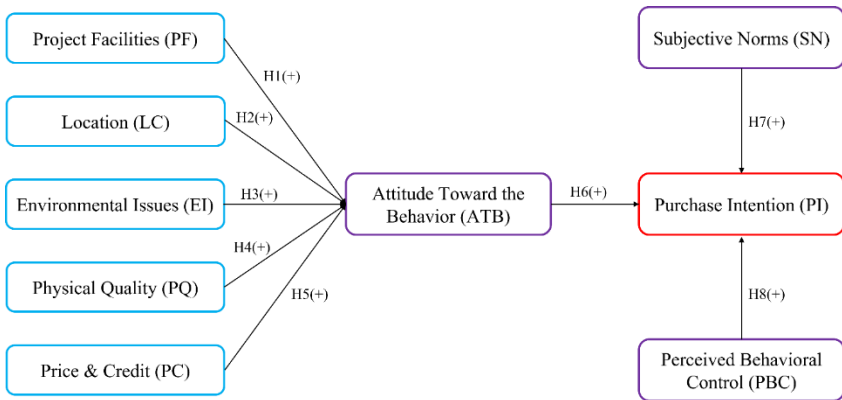 Project Facilities (PF)
Subjective Norms (SN)
H1(+)
H2(+)
Location (LC)
H7(+)
Environmental Issues (EI)
H3(+)
Attitude Toward the
Behavior (ATB)
H6(+)
Purchase Intention (PI)
H4(+)
Physical Quality (PQ)
H5(+)
H8(+)
Price & Credit (PC)
Perceived Behavioral
Control (PBC)